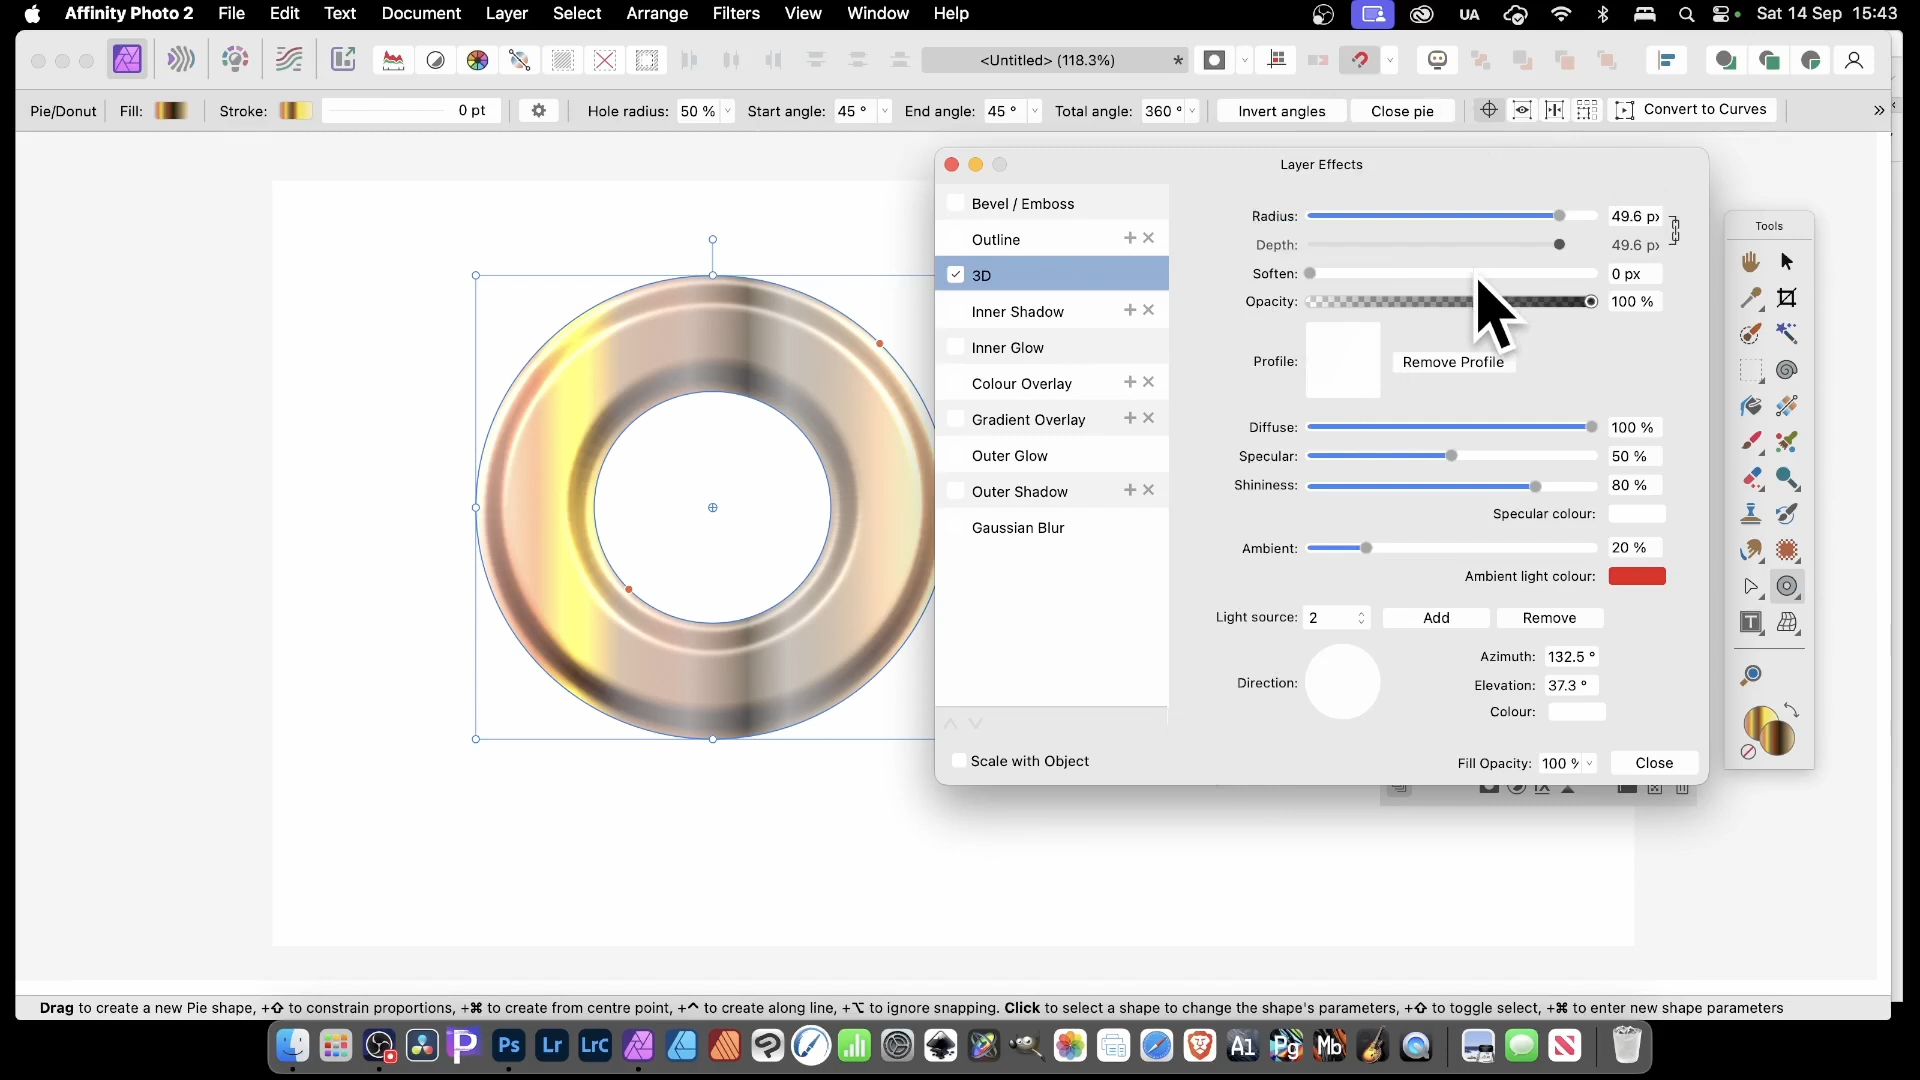 Affinity Photo 2 File Edit Text Document Layer Select Arrange Filters View Window Help UA Sat 14 Sep 15:43
<Untitled> (118.3%) *
Pie/Donut Fill: Stroke: 0 pt Hole radius: 50 % Start angle: 45 ° End angle: 45 ° Total angle: 360 ° Invert angles Close pie Convert to Curves »
Layer Effects
Bevel / Emboss
Outline
3D
Inner Shadow
Inner Glow
Colour Overlay
Gradient Overlay
Outer Glow
Outer Shadow
Gaussian Blur
Scale with Object
Radius: 49.6 px
Depth: 49.6 px
Soften: 0 px
Opacity: 100 %
Profile: Remove Profile
Diffuse: 100 %
Specular: 50 %
Shininess: 80 %
Specular colour:
Ambient: 20 %
Ambient light colour:
Light source: 2 Add Remove
Azimuth: 132.5 °
Direction:
Elevation: 37.3 °
Colour:
Fill Opacity: 100 % Close
Tools
Drag to create a new Pie shape, +⇧ to constrain proportions, +⌘ to create from centre point, +⌃ to create along line, +⌥ to ignore snapping. Click to select a shape to change the shape's parameters, +⇧ to toggle select, +⌘ to enter new shape parameters
Ps Lr LrC Al Pg Mb